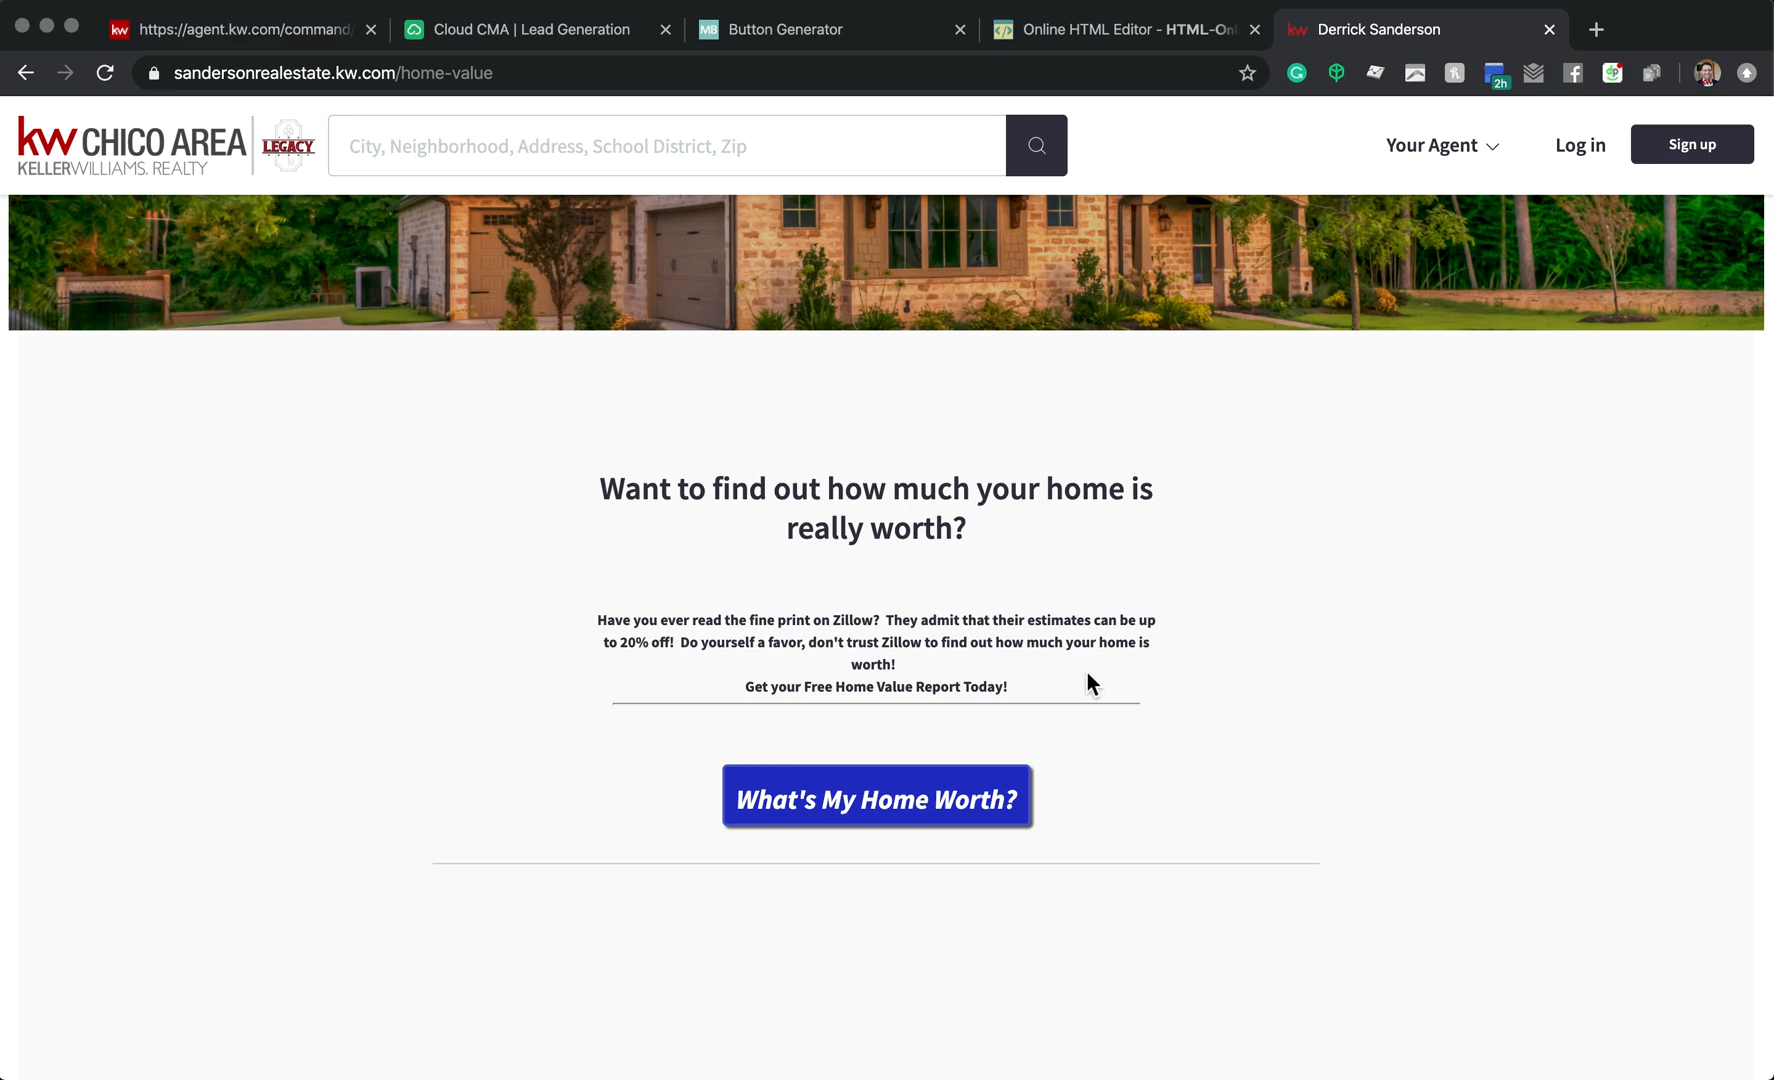 kw https://agent.kw.com/command/
Cloud CMA | Lead Generation
MB Button Generator
Online HTML Editor - HTML-Onl
kw Derrick Sanderson
sandersonrealestate.kw.com/home-value
2h
kw CHICO AREA
KELLERWILLIAMS. REALTY
LEGACY
City, Neighborhood, Address, School District, Zip
Your Agent
Log in
Sign up
Want to find out how much your home is
really worth?
Have you ever read the fine print on Zillow?  They admit that their estimates can be up
to 20% off!  Do yourself a favor, don't trust Zillow to find out how much your home is
worth!
Get your Free Home Value Report Today!
What's My Home Worth?